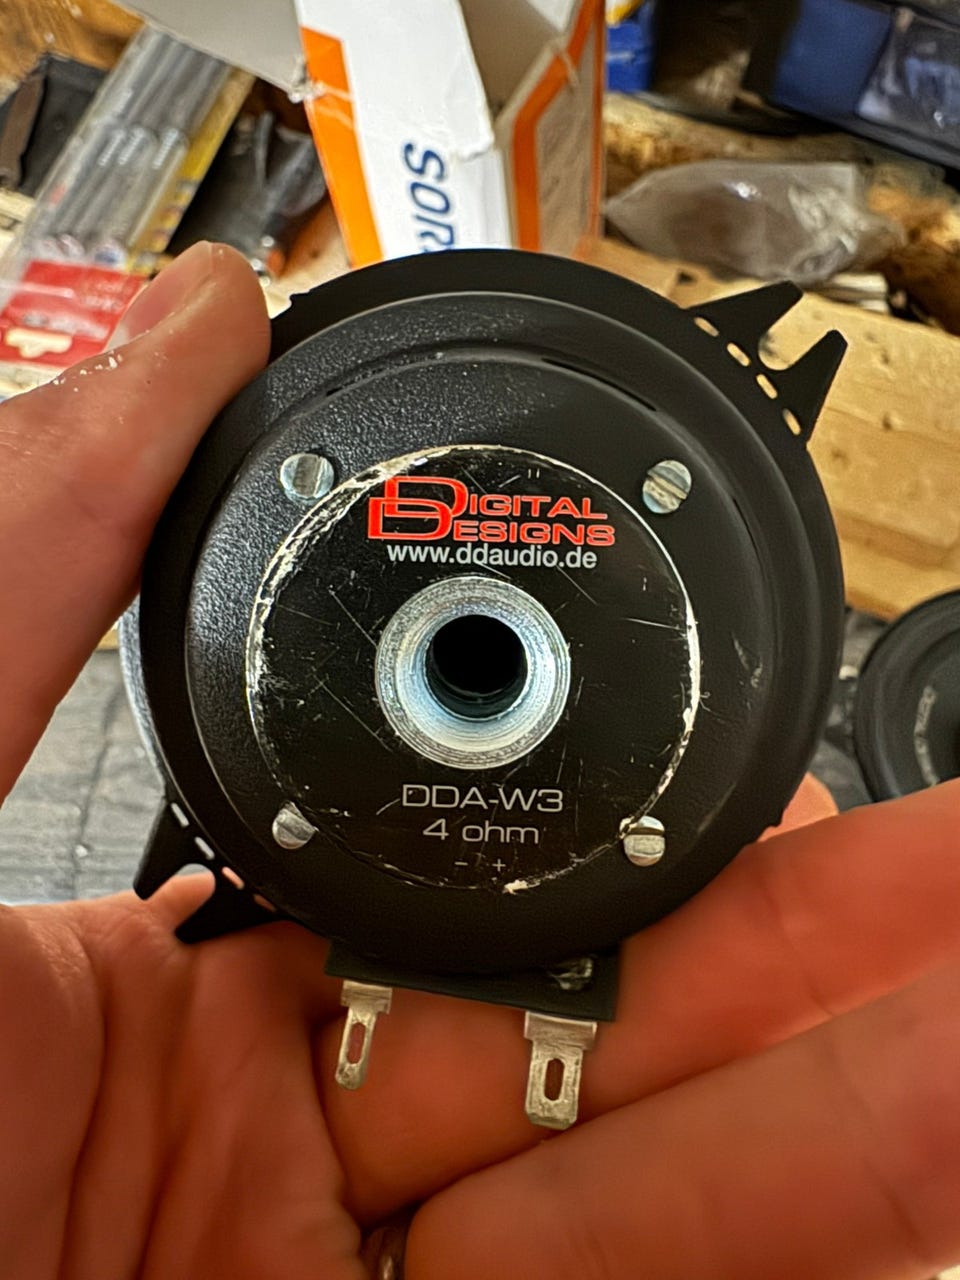 SOR
DIGITAL
DESIGNS
www.ddaudio.de
DDA-W3
4 ohm
- +